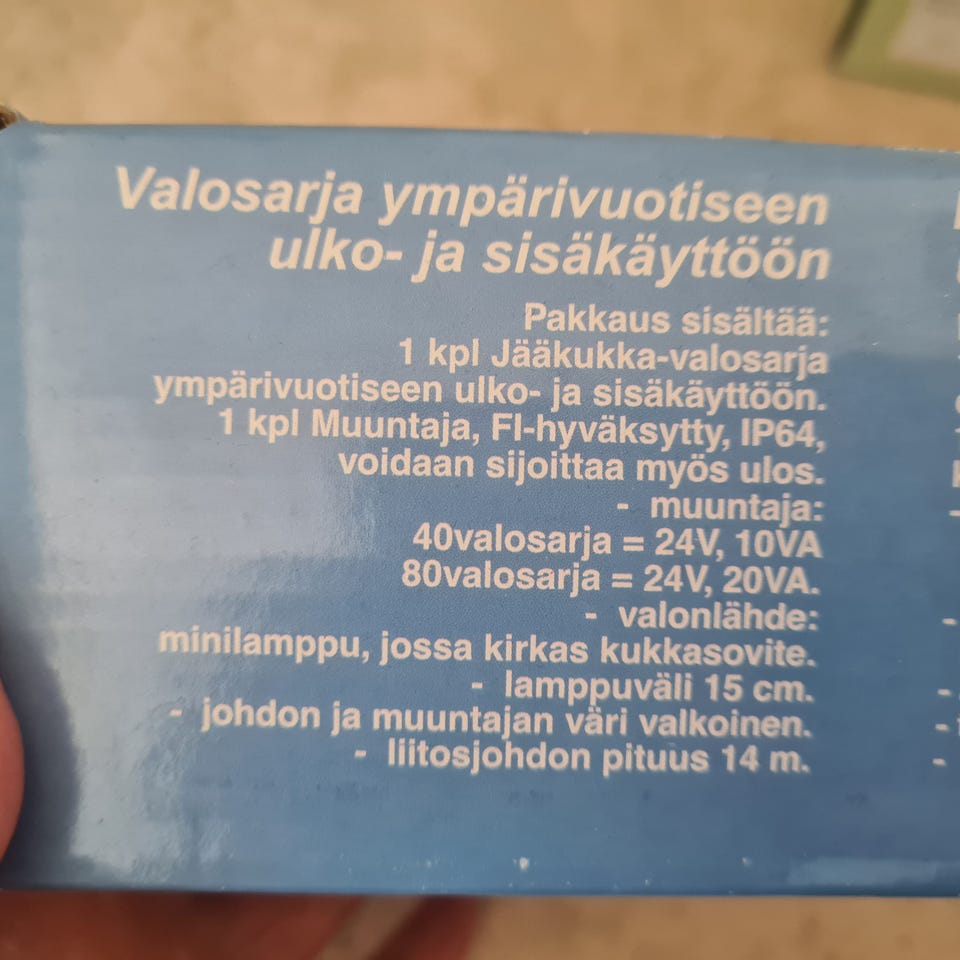 Valosarja ympärivuotiseen
ulko- ja sisäkäyttöön
Pakkaus sisältää:
1 kpl Jääkukka-valosarja
ympärivuotiseen ulko- ja sisäkäyttöön.
1 kpl Muuntaja, FI-hyväksytty, IP64,
voidaan sijoittaa myös ulos.
- muuntaja:
40valosarja = 24V, 10VA
80valosarja = 24V, 20VA.
- valonlähde:
minilamppu, jossa kirkas kukkasovite.
- lamppuväli 15 cm.
- johdon ja muuntajan väri valkoinen.
- liitosjohdon pituus 14 m.